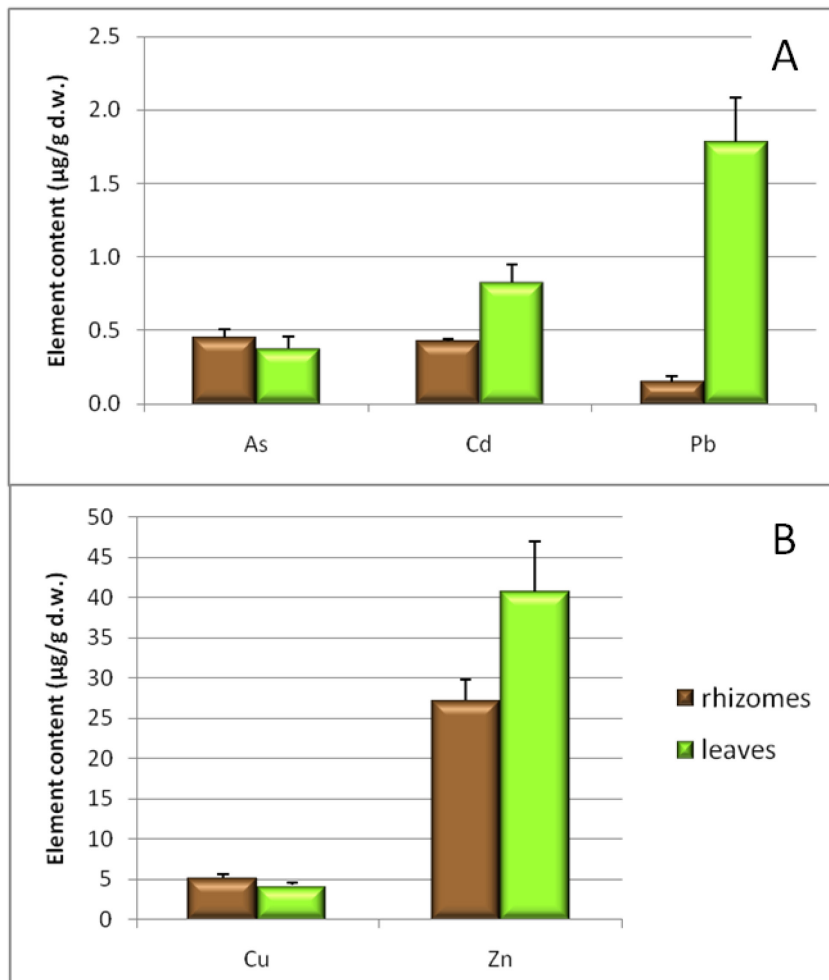 A
Element content (µg/g d.w.)
2.5
2.0
1.5
1.0
0.5
0.0
As Cd Pb
B
Element content (µg/g d.w.)
50
45
40
35
30
25
20
15
10
5
0
Cu Zn
rhizomes
leaves